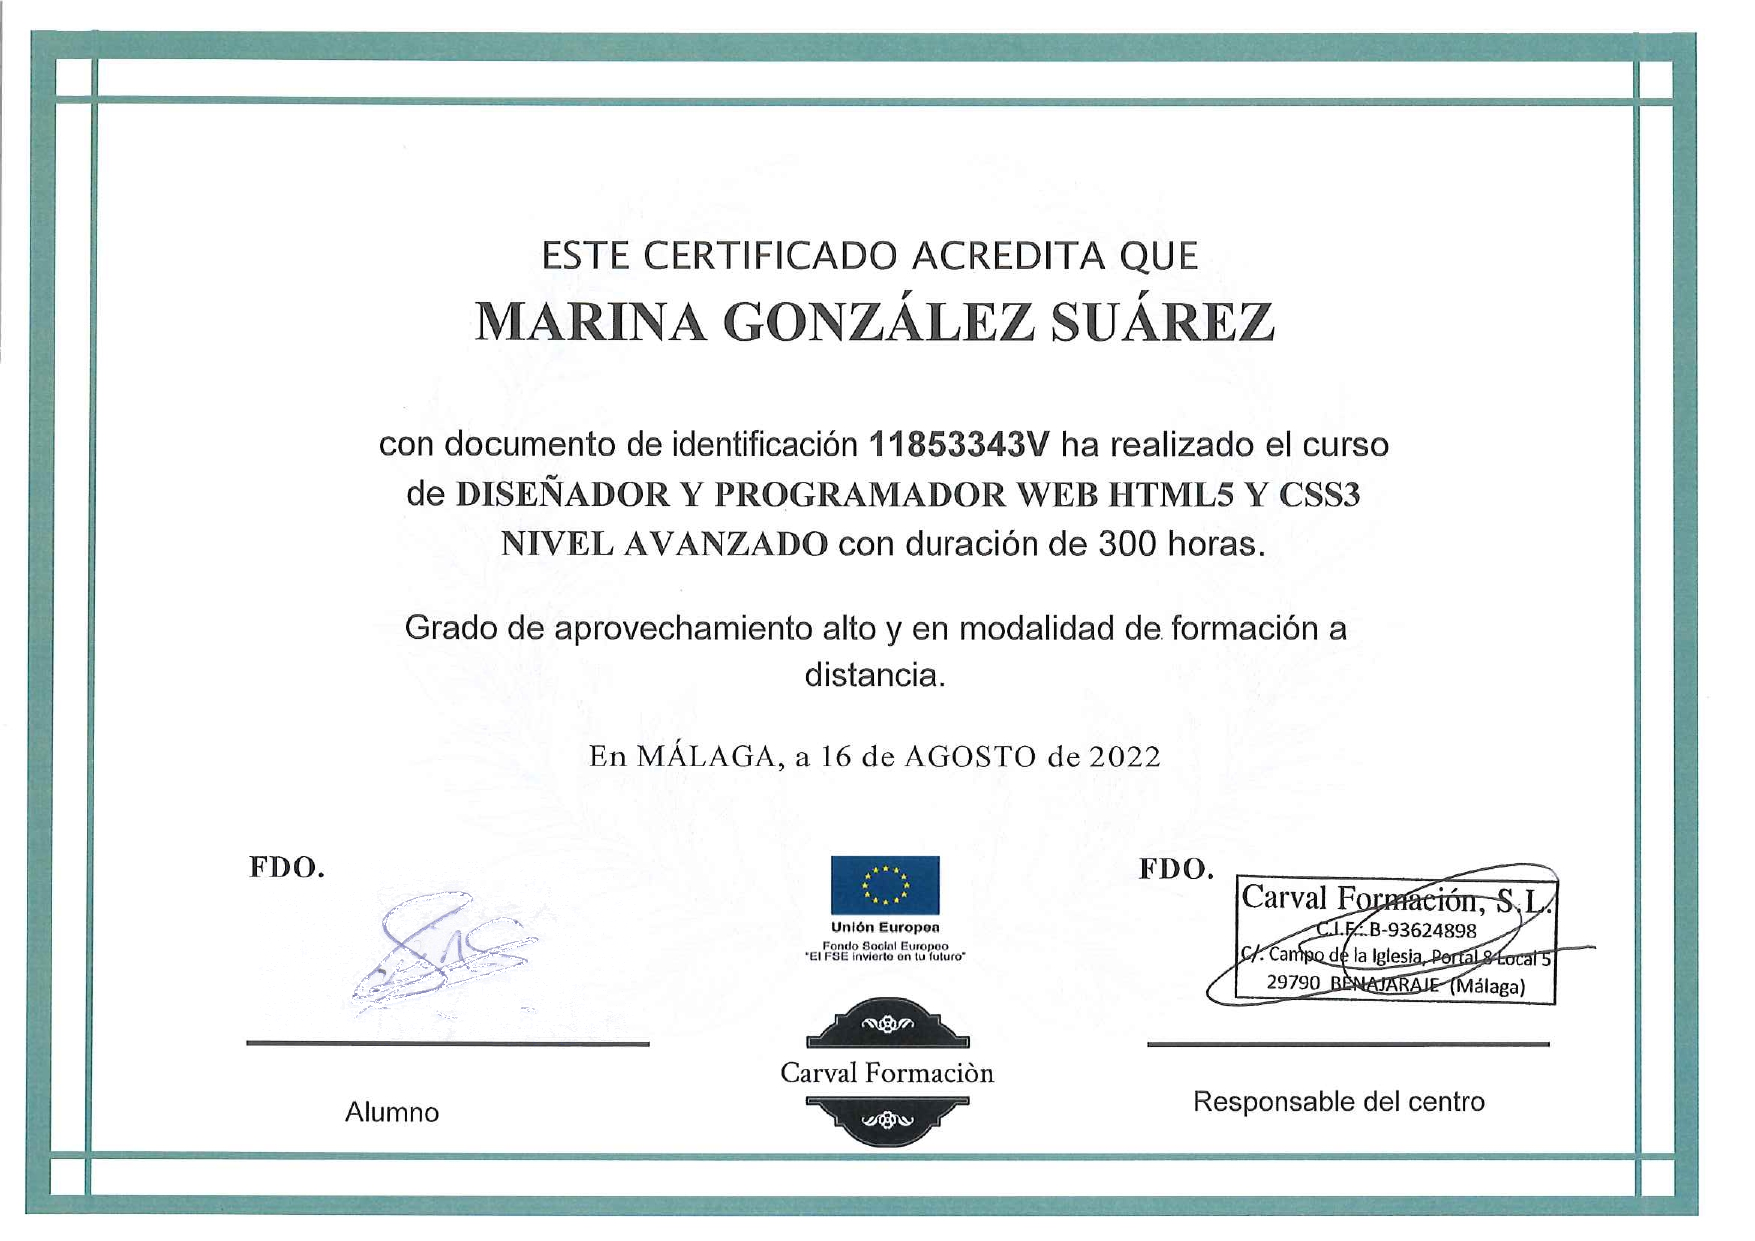 ESTE CERTIFICADO ACREDITA QUE
MARINA GONZÁLEZ SUÁREZ
con documento de identificación 11853343V ha realizado el curso
de DISEÑADOR Y PROGRAMADOR WEB HTML5 Y CSS3
NIVEL AVANZADO con duración de 300 horas.
Grado de aprovechamiento alto y en modalidad de formación a
distancia.
En MÁLAGA, a 16 de AGOSTO de 2022
FDO.
Unión Europea
Fondo Social Europeo
"El FSE invierte en tu futuro"
FDO.
Carval Formación, S.L.
C.I.F.: B-93624898
C/. Campo de la Iglesia, Portal 8 Local 5
29790 BENAJARAJE (Málaga)
Carval Formaciòn
Alumno
Responsable del centro